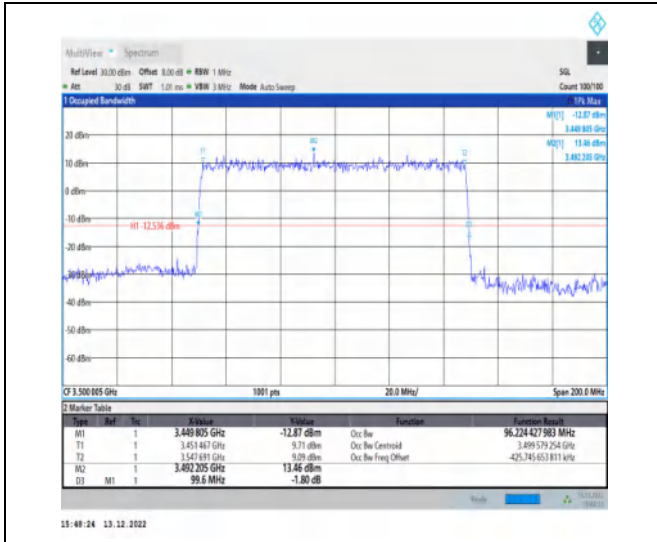 MultiView Spectrum
Ref Level 30.00 dBm Offset 8.00 dB RBW 1 MHz SGL
Att 30 dB SWT 1.01 ms VBW 3 MHz Mode Auto Sweep Count 100/100
1 Occupied Bandwidth 1Pk Max
M1[1] -12.87 dBm
3.449 805 GHz
M2[1] 13.46 dBm
3.492 205 GHz
20 dBm
M2
T1
10 dBm
0 dBm
-10 dBm
H1 -12.536 dBm
-20 dBm
-30 dBm
-40 dBm
-50 dBm
-60 dBm
CF 3.500 005 GHz 1001 pts 20.0 MHz/ Span 200.0 MHz
2 Marker Table
Type Ref Trc X-Value Y-Value Function Function Result
M1 1 3.449 805 GHz -12.87 dBm Occ Bw 96.224 427 983 MHz
T1 1 3.451 467 GHz 9.71 dBm Occ Bw Centroid 3.499 579 254 GHz
T2 1 3.547 691 GHz 9.09 dBm Occ Bw Freq Offset -425.745 653 811 kHz
M2 1 3.492 205 GHz 13.46 dBm
D3 M1 1 99.6 MHz -1.80 dB
Ready
15:48:24 13.12.2022